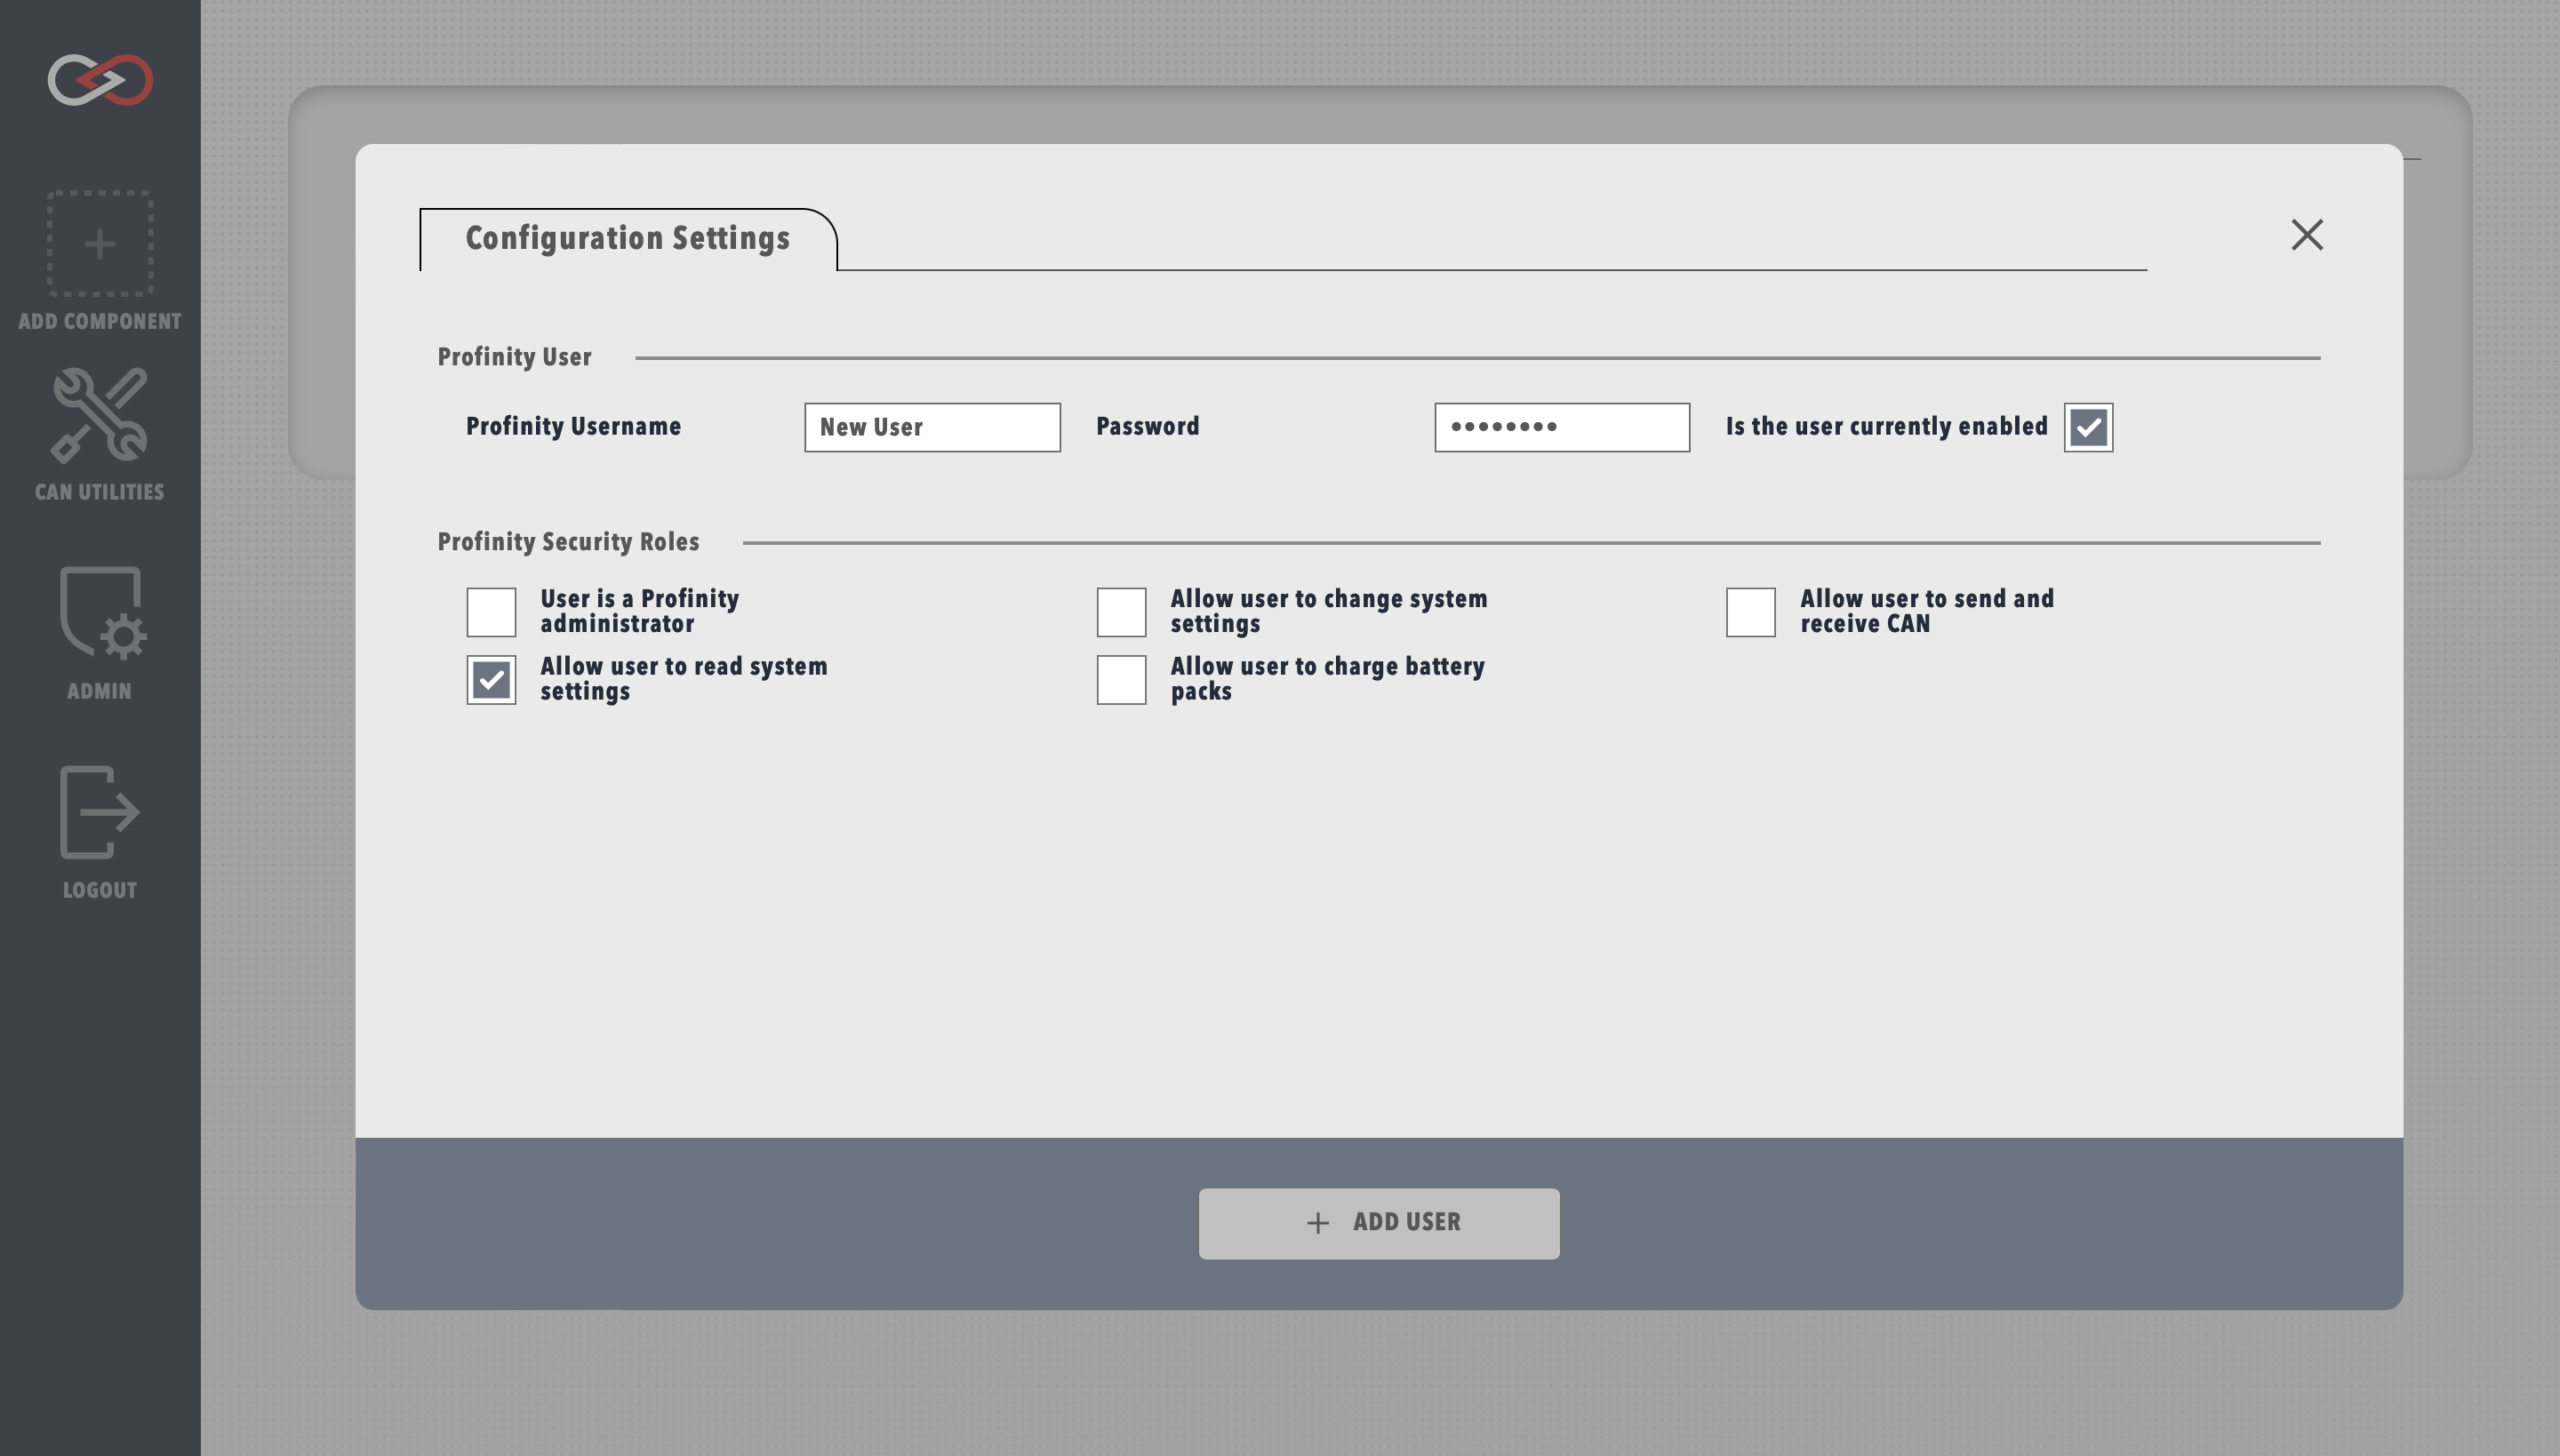 ADD COMPONENT
CAN UTILITIES
ADMIN
LOGOUT
Configuration Settings
Profinity User
Profinity Username
New User
Password
••••••••
Is the user currently enabled
Profinity Security Roles
User is a Profinity
administrator
Allow user to change system
settings
Allow user to send and
receive CAN
Allow user to read system
settings
Allow user to charge battery
packs
ADD USER